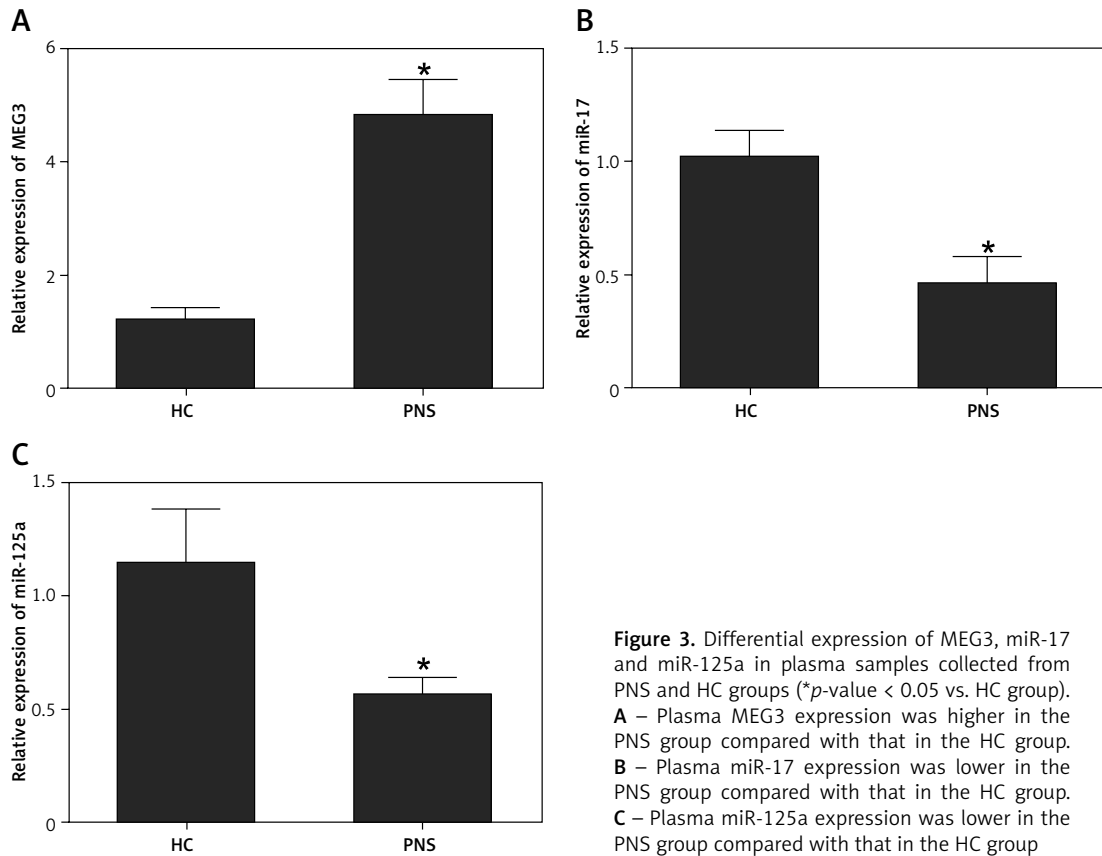 A
Relative expression of MEG3
6
4
2
0
*
HC
PNS
B
Relative expression of miR-17
1.5
1.0
0.5
0
*
HC
PNS
C
Relative expression of miR-125a
1.5
1.0
0.5
0
*
HC
PNS
Figure 3. Differential expression of MEG3, miR-17
and miR-125a in plasma samples collected from
PNS and HC groups (*p-value < 0.05 vs. HC group).
A – Plasma MEG3 expression was higher in the
PNS group compared with that in the HC group.
B – Plasma miR-17 expression was lower in the
PNS group compared with that in the HC group.
C – Plasma miR-125a expression was lower in the
PNS group compared with that in the HC group